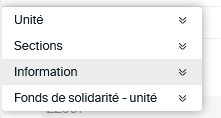 Unité
Sections
Information
Fonds de solidarité - unité